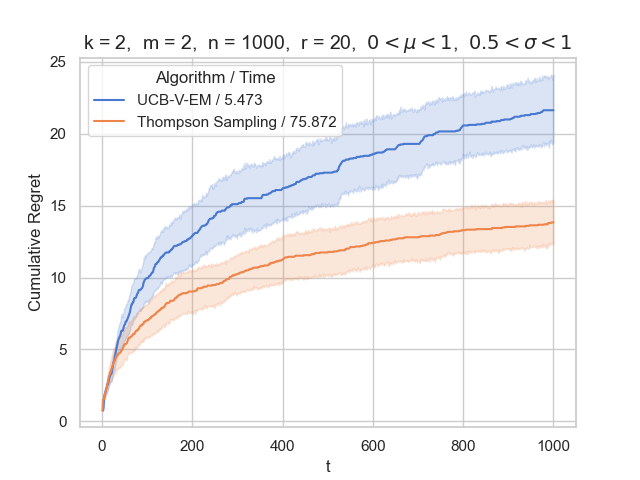 k = 2, m = 2, n = 1000, r = 20, 0 < μ < 1, 0.5 < σ < 1
Algorithm / Time
UCB-V-EM / 5.473
Thompson Sampling / 75.872
Cumulative Regret
25
20
15
10
5
0
0 200 400 600 800 1000
t